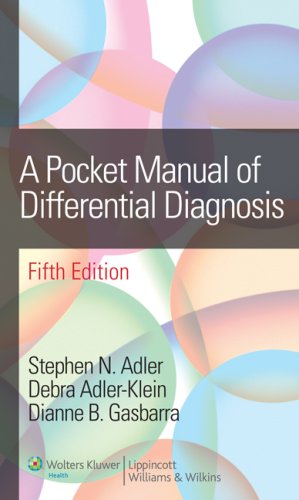 A Pocket Manual of
Differential Diagnosis
Fifth Edition
Stephen N. Adler
Debra Adler-Klein
Dianne B. Gasbarra
Wolters Kluwer
Health
Lippincott
Williams & Wilkins